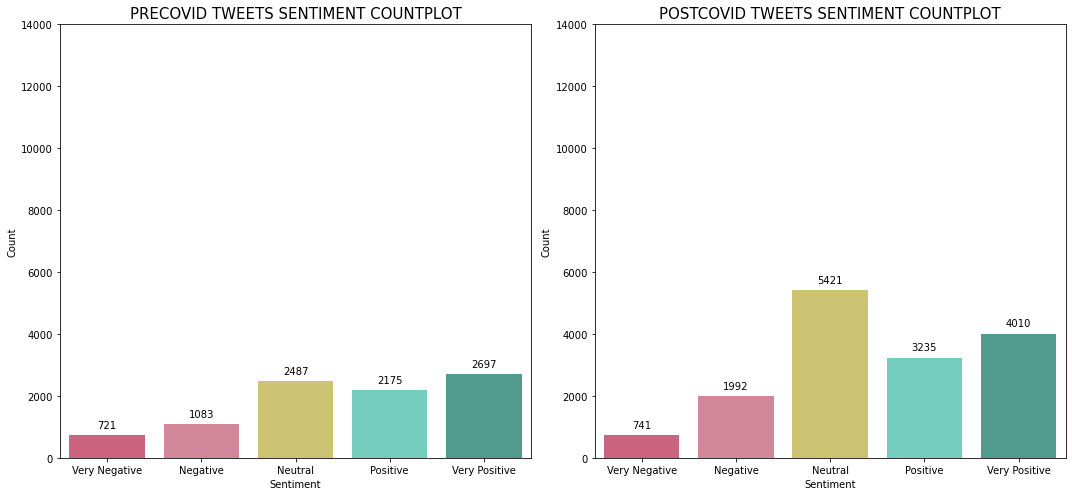 PRECOVID TWEETS SENTIMENT COUNTPLOT
14000
12000
10000
8000
6000
4000
2000
0
Count
721
1083
2487
2175
2697
Very Negative
Negative
Neutral
Positive
Very Positive
Sentiment
POSTCOVID TWEETS SENTIMENT COUNTPLOT
14000
12000
10000
8000
6000
4000
2000
0
Count
741
1992
5421
3235
4010
Very Negative
Negative
Neutral
Positive
Very Positive
Sentiment